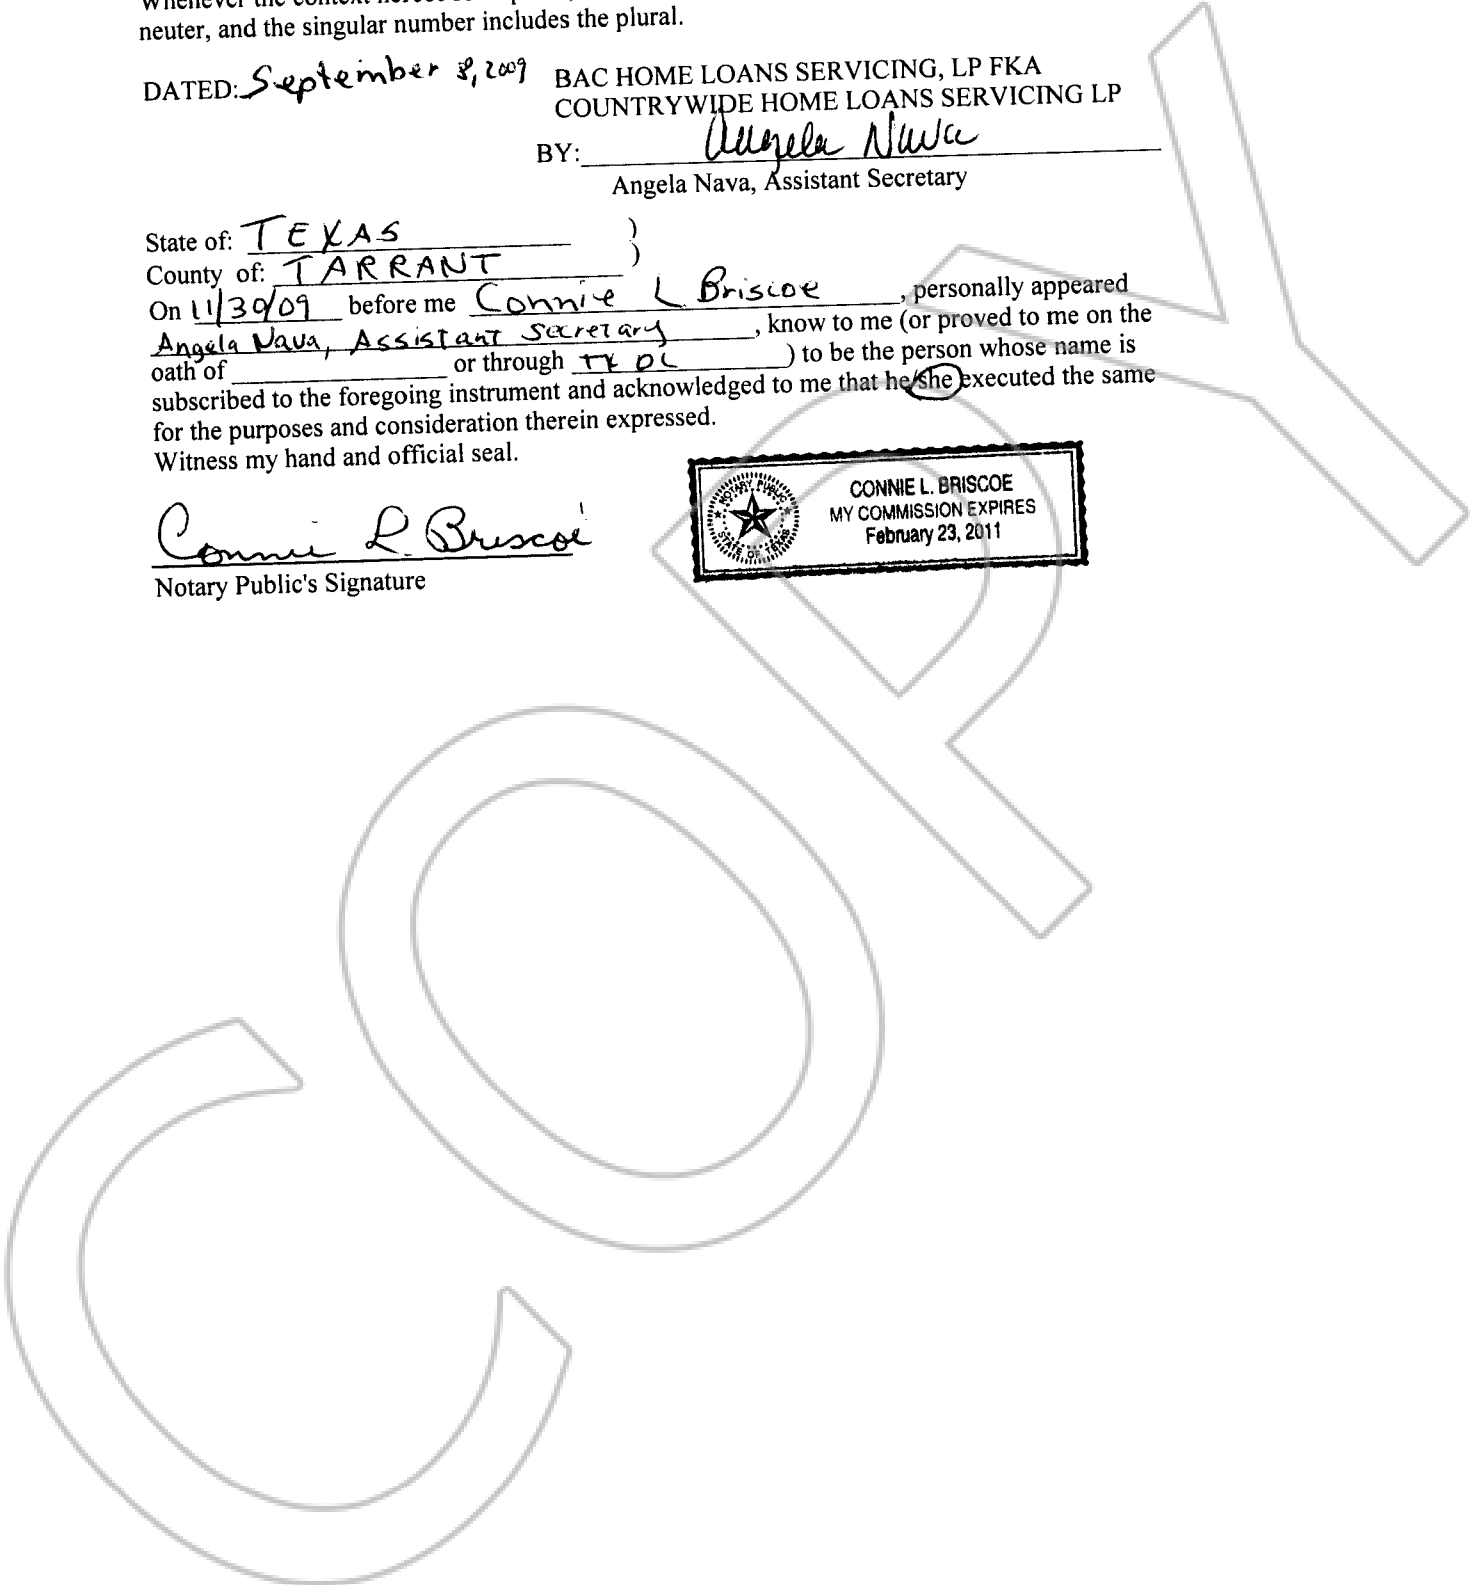 neuter, and the singular number includes the plural.
DATED: September 8, 2009
BAC HOME LOANS SERVICING, LP FKA
COUNTRYWIDE HOME LOANS SERVICING LP
BY: Angela Nava
Angela Nava, Assistant Secretary
State of: TEXAS )
County of: TARRANT )
On 11/30/09 before me Connie L Briscoe, personally appeared
Angela Nava, Assistant Secretary, know to me (or proved to me on the
oath of ____ or through TX DL ) to be the person whose name is
subscribed to the foregoing instrument and acknowledged to me that he/she executed the same
for the purposes and consideration therein expressed.
Witness my hand and official seal.
Connie L. Briscoe
Notary Public's Signature
NOTARY PUBLIC
STATE OF TEXAS
CONNIE L. BRISCOE
MY COMMISSION EXPIRES
February 23, 2011
COPY